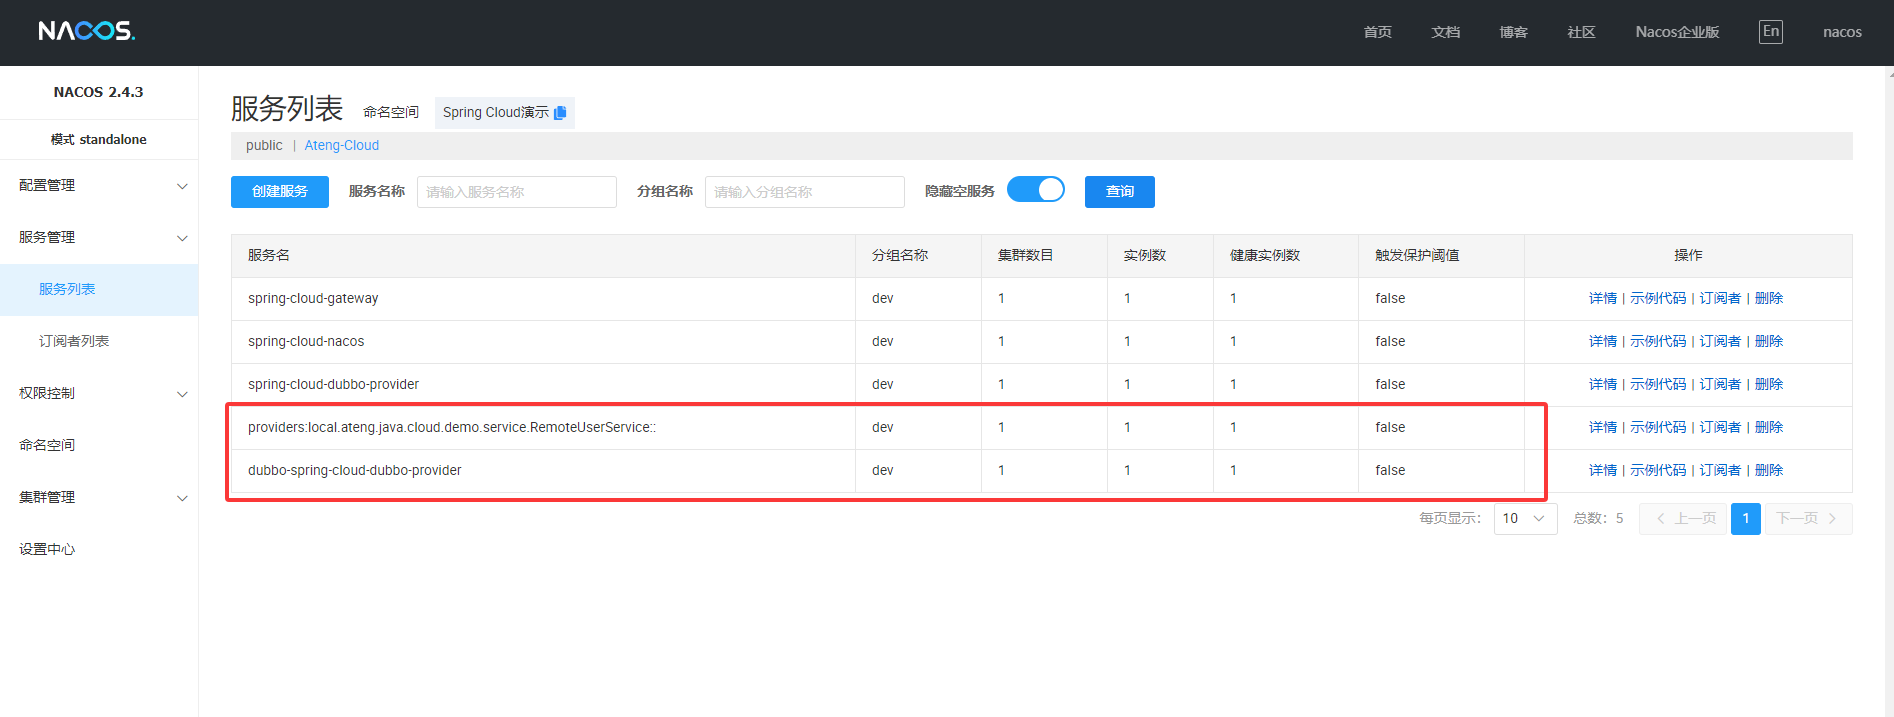 NACOS.
首页 文档 博客 社区 Nacos企业版 En nacos
NACOS 2.4.3
模式 standalone
配置管理
服务管理
服务列表
订阅者列表
权限控制
命名空间
集群管理
设置中心
服务列表 命名空间 Spring Cloud演示
public | Ateng-Cloud
创建服务 服务名称 请输入服务名称 分组名称 请输入分组名称 隐藏空服务 查询
服务名 分组名称 集群数目 实例数 健康实例数 触发保护阈值 操作
spring-cloud-gateway dev 1 1 1 false 详情 | 示例代码 | 订阅者 | 删除
spring-cloud-nacos dev 1 1 1 false 详情 | 示例代码 | 订阅者 | 删除
spring-cloud-dubbo-provider dev 1 1 1 false 详情 | 示例代码 | 订阅者 | 删除
providers:local.ateng.java.cloud.demo.service.RemoteUserService:: dev 1 1 1 false 详情 | 示例代码 | 订阅者 | 删除
dubbo-spring-cloud-dubbo-provider dev 1 1 1 false 详情 | 示例代码 | 订阅者 | 删除
每页显示: 10 总数: 5 上一页 1 下一页